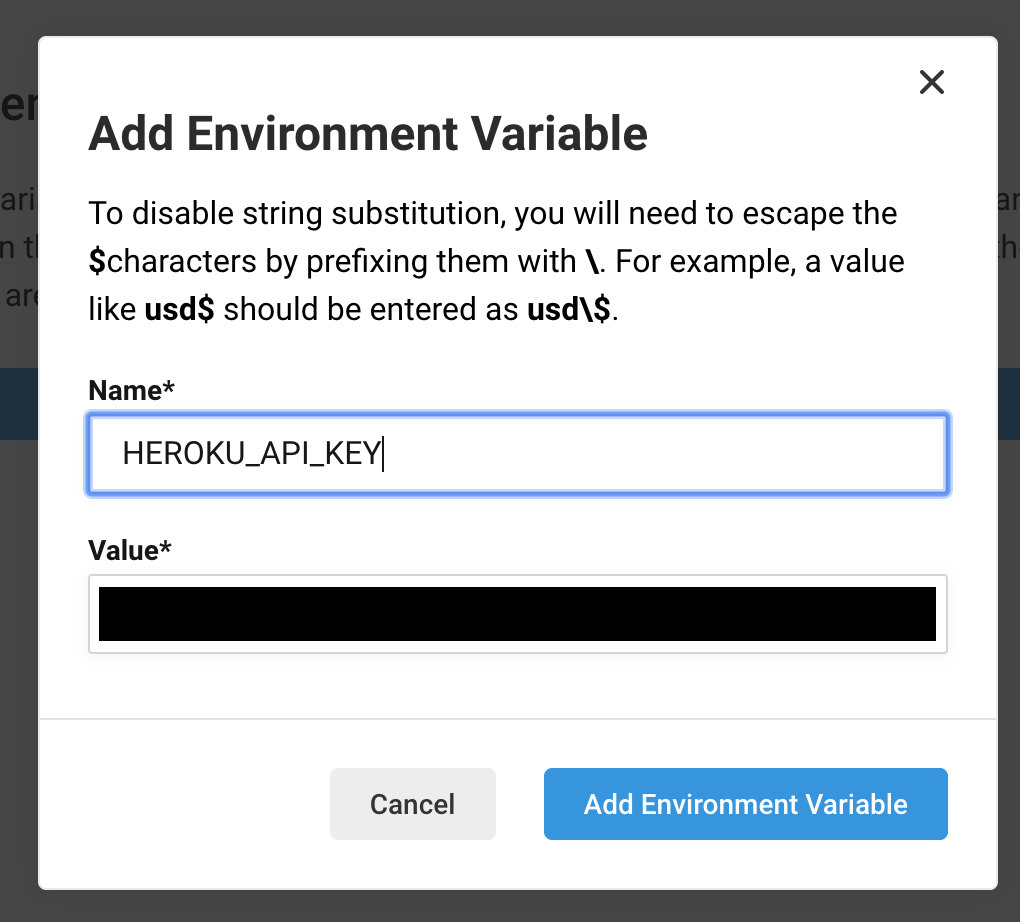 Add Environment Variable
To disable string substitution, you will need to escape the
$characters by prefixing them with \. For example, a value
like usd$ should be entered as usd\$.
Name*
HEROKU_API_KEY
Value*
Cancel
Add Environment Variable